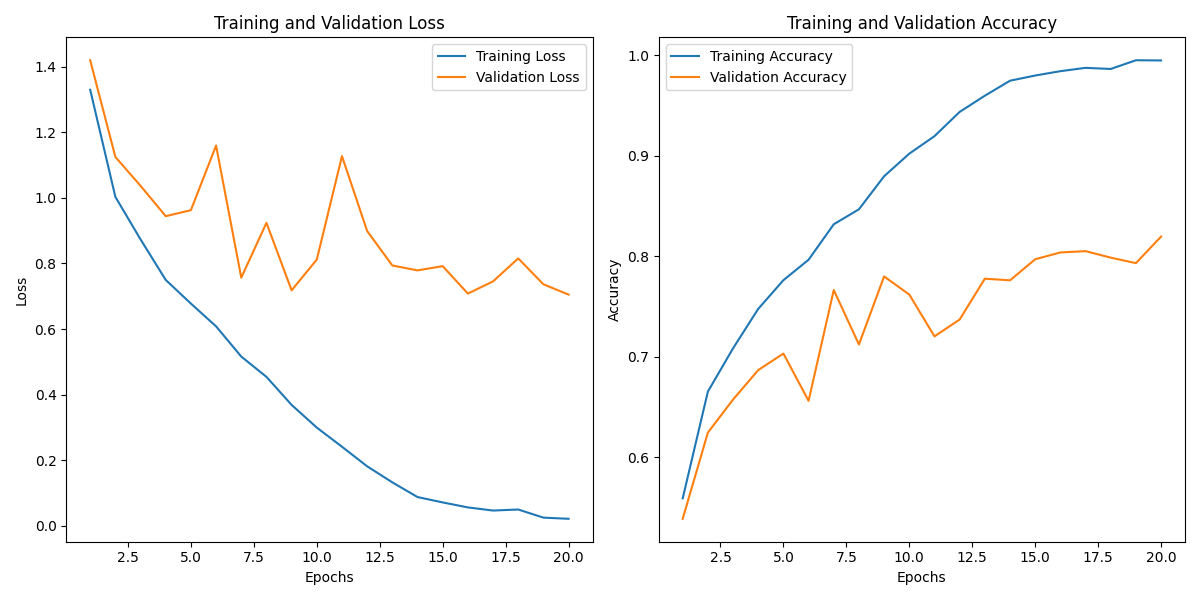 Training and Validation Loss
Training Loss
Validation Loss
Loss
1.4
1.2
1.0
0.8
0.6
0.4
0.2
0.0
2.5 5.0 7.5 10.0 12.5 15.0 17.5 20.0
Epochs
Training and Validation Accuracy
Training Accuracy
Validation Accuracy
Accuracy
1.0
0.9
0.8
0.7
0.6
2.5 5.0 7.5 10.0 12.5 15.0 17.5 20.0
Epochs